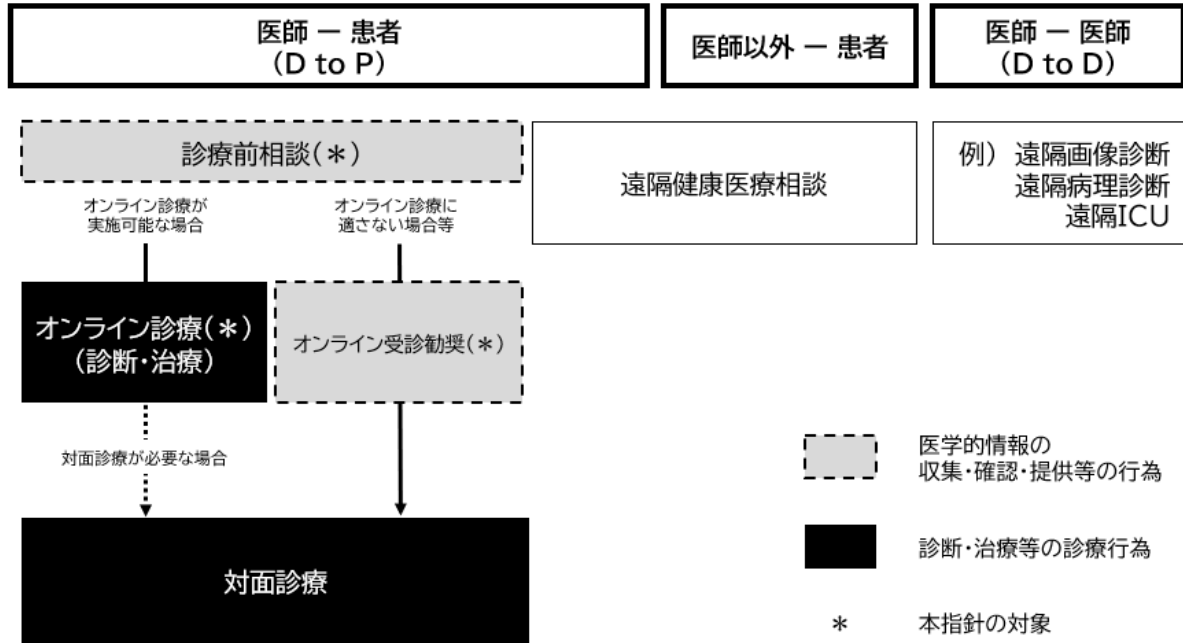 医師 ー 患者
(D to P)
医師以外 ー 患者
医師 ー 医師
(D to D)
診療前相談(＊)
オンライン診療が
実施可能な場合
オンライン診療に
適さない場合等
遠隔健康医療相談
例） 遠隔画像診断
遠隔病理診断
遠隔ICU
オンライン診療(＊)
(診断・治療)
オンライン受診勧奨(＊)
対面診療が必要な場合
対面診療
医学的情報の
収集・確認・提供等の行為
診断・治療等の診療行為
＊ 本指針の対象